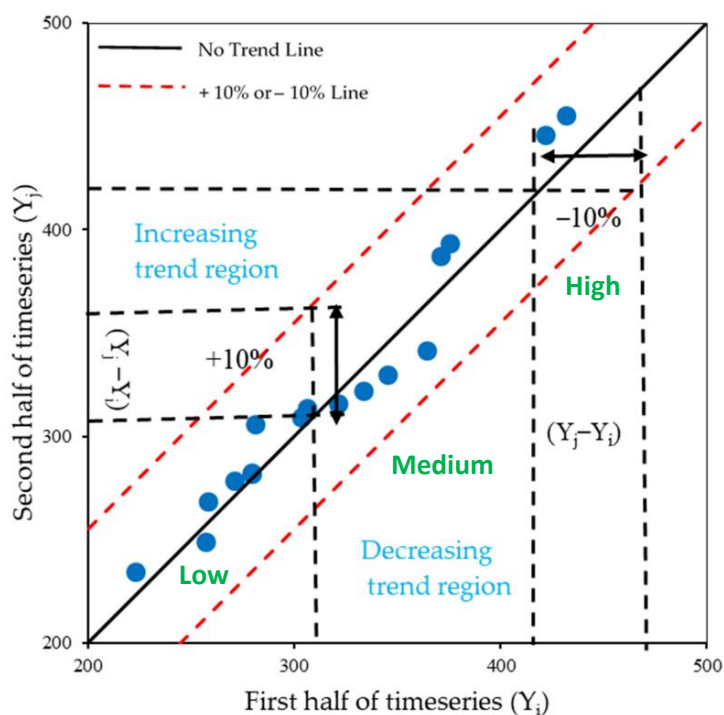 500
No Trend Line
+ 10% or – 10% Line
400
Increasing
trend region
–10%
High
+10%
(Yj–Yi)
300
Medium
(Yj–Yi)
Low
Decreasing
trend region
200
200
300
400
500
Second half of timeseries (Yj)
First half of timeseries (Yi)